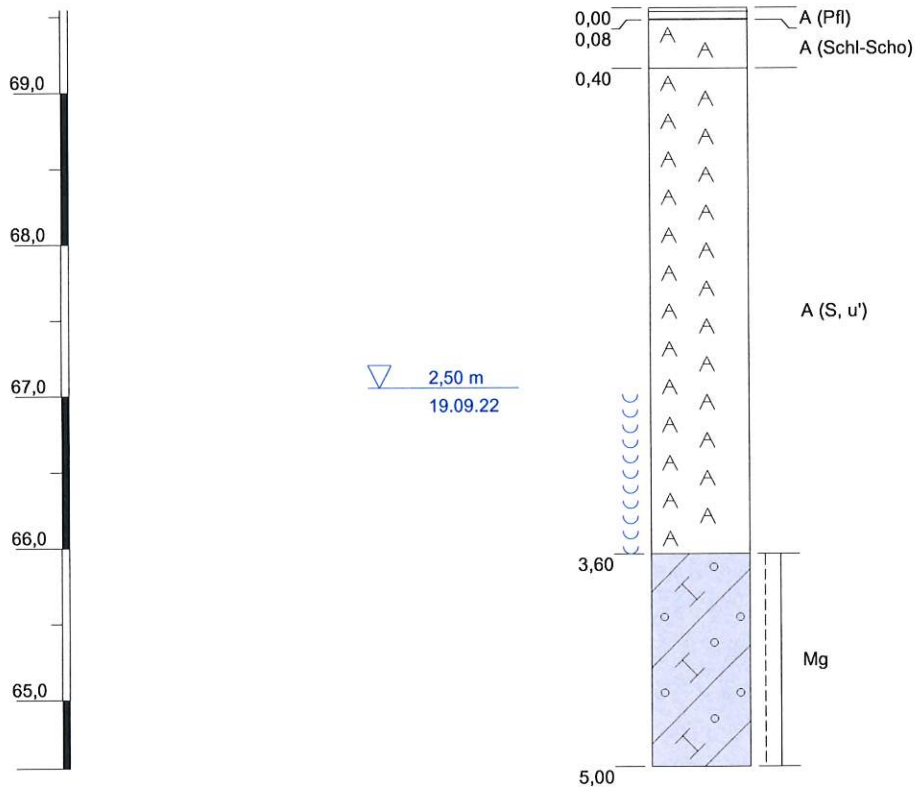 0,00
A (Pfl)
0,08
A (Schl-Scho)
0,40
69,0
68,0
A (S, u')
2,50 m
67,0
19.09.22
66,0
3,60
Mg
65,0
5,00